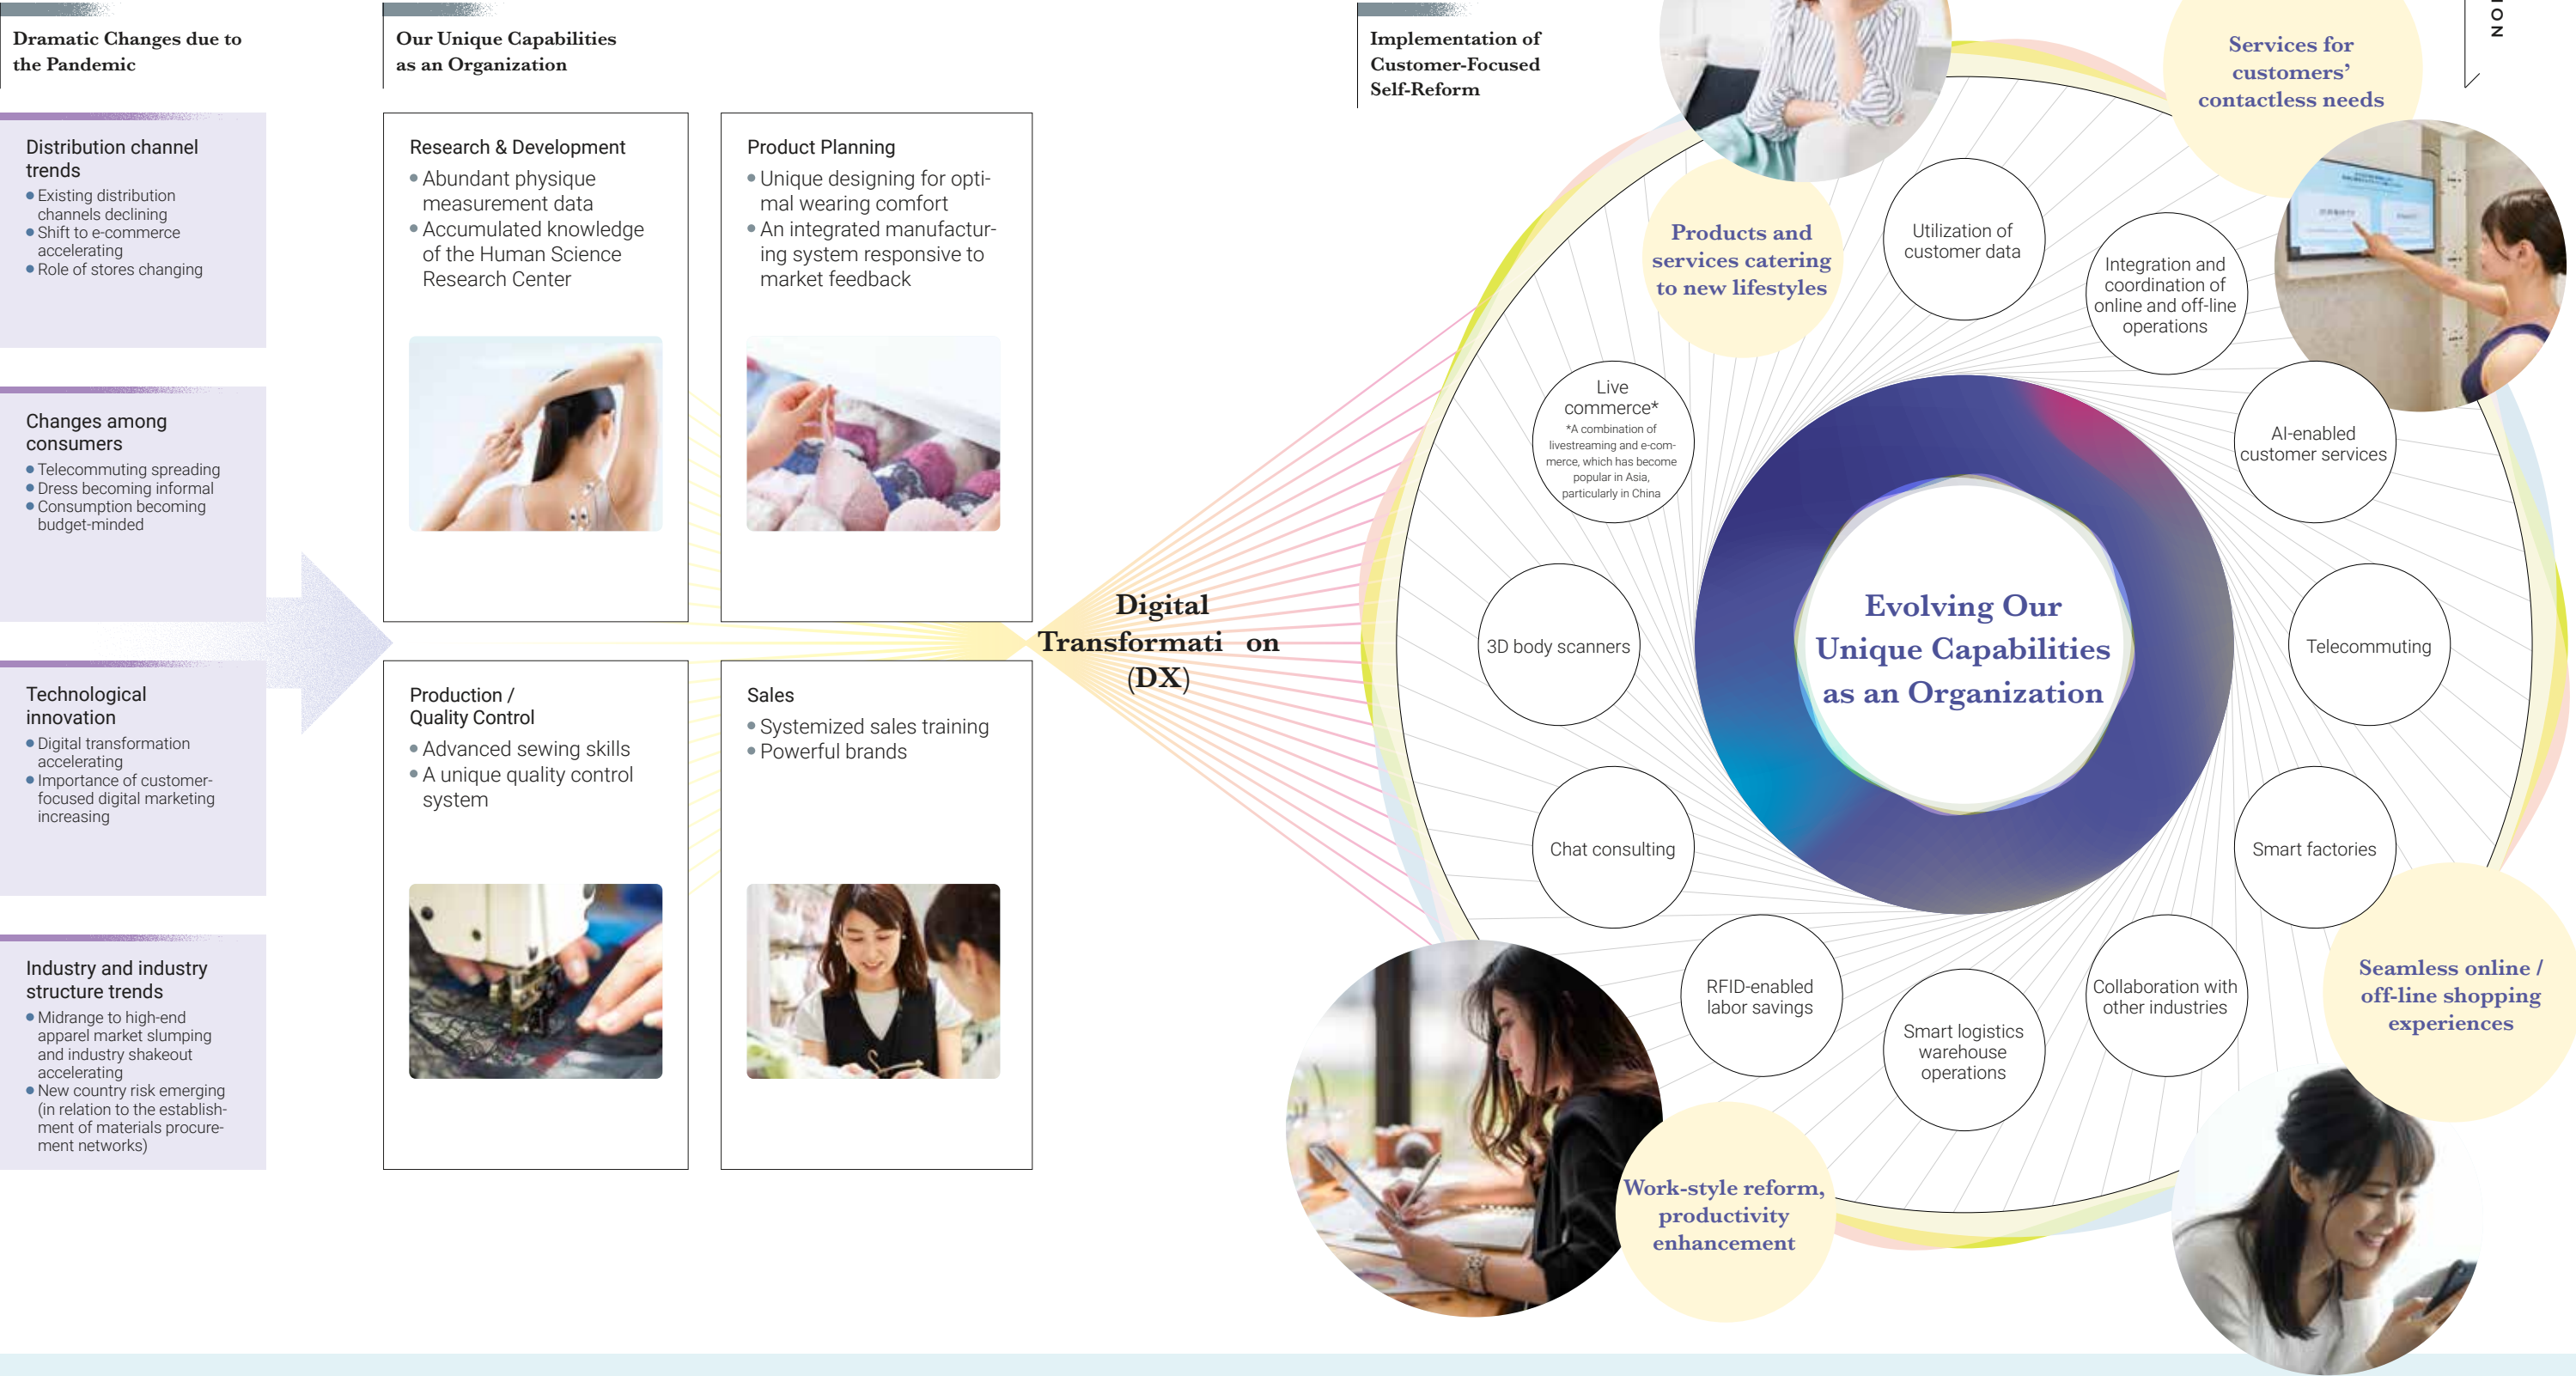 Dramatic Changes due to
the Pandemic
Distribution channel
trends
● Existing distribution
channels declining
● Shift to e-commerce
accelerating
● Role of stores changing
Changes among
consumers
● Telecommuting spreading
● Dress becoming informal
● Consumption becoming
budget-minded
Technological
innovation
● Digital transformation
accelerating
● Importance of customer-
focused digital marketing
increasing
Industry and industry
structure trends
● Midrange to high-end
apparel market slumping
and industry shakeout
accelerating
● New country risk emerging
(in relation to the establish-
ment of materials procure-
ment networks)
Our Unique Capabilities
as an Organization
Research & Development
● Abundant physique
measurement data
● Accumulated knowledge
of the Human Science
Research Center
Product Planning
● Unique designing for opti-
mal wearing comfort
● An integrated manufactur-
ing system responsive to
market feedback
Production /
Quality Control
● Advanced sewing skills
● A unique quality control
system
Sales
● Systemized sales training
● Powerful brands
Digital
Transformati on
(DX)
Implementation of
Customer-Focused
Self-Reform
ION
Services for
customers’
contactless needs
Products and
services catering
to new lifestyles
Utilization of
customer data
Integration and
coordination of
online and off-line
operations
Live
commerce*
*A combination of
livestreaming and e-com-
merce, which has become
popular in Asia,
particularly in China
AI-enabled
customer services
3D body scanners
Evolving Our
Unique Capabilities
as an Organization
Telecommuting
Chat consulting
Smart factories
RFID-enabled
labor savings
Smart logistics
warehouse
operations
Collaboration with
other industries
Seamless online /
off-line shopping
experiences
Work-style reform,
productivity
enhancement